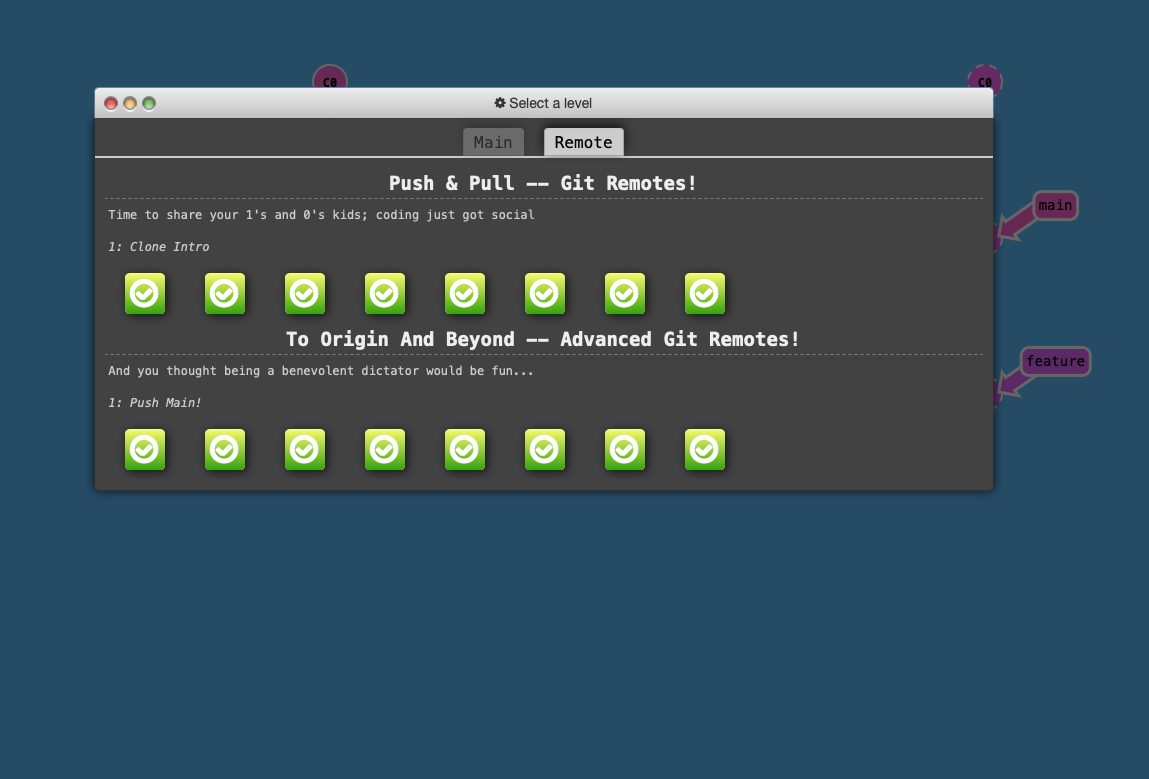 C0
C0
Select a level
Main
Remote
Push & Pull -- Git Remotes!
Time to share your 1's and 0's kids; coding just got social
main
1: Clone Intro
To Origin And Beyond -- Advanced Git Remotes!
feature
And you thought being a benevolent dictator would be fun...
1: Push Main!